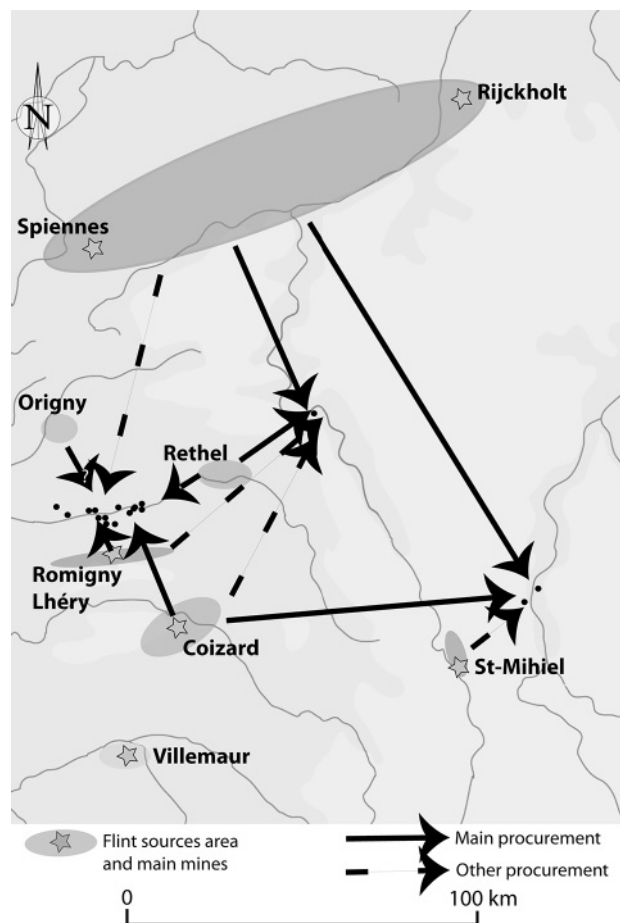 Rijckholt
N
Spiennes
Origny
Rethel
Romigny
Lhéry
Coizard
St-Mihiel
Villemaur
Flint sources area
and main mines
Main procurement
Other procurement
0
100 km